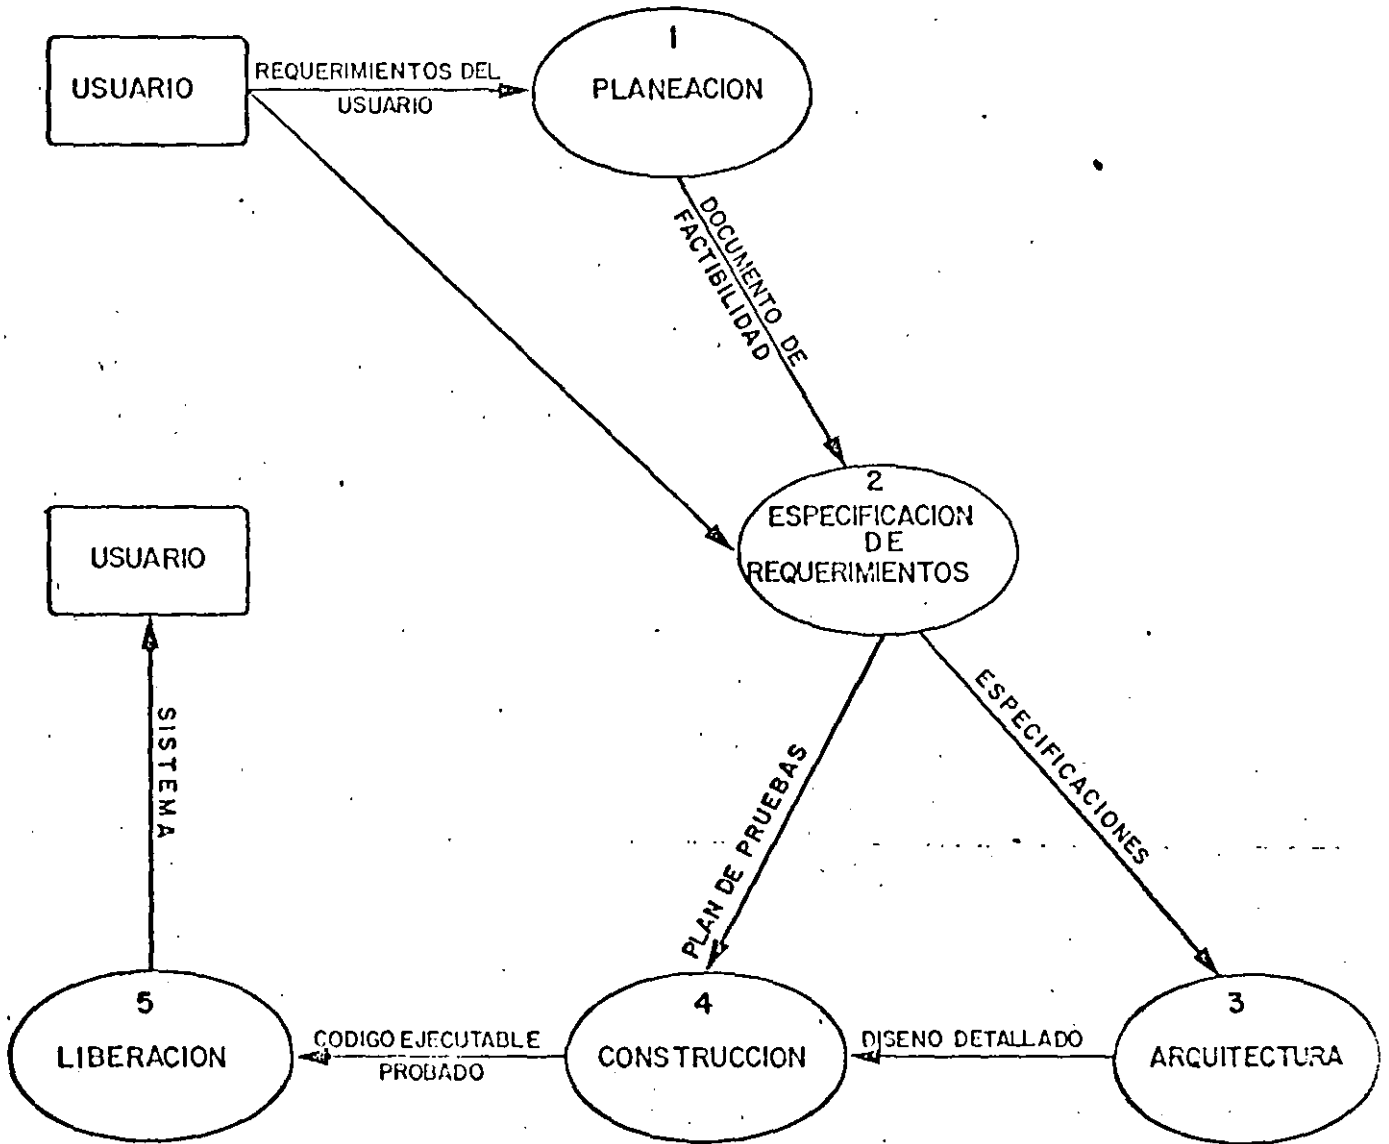 1
USUARIO
REQUERIMIENTOS DEL
USUARIO
PLANEACION
DOCUMENTO DE
FACTIBILIDAD
2
ESPECIFICACION
DE
REQUERIMIENTOS
USUARIO
SISTEMA
PLAN DE PRUEBAS
ESPECIFICACIONES
5
LIBERACION
CODIGO EJECUTABLE
PROBADO
4
CONSTRUCCION
DISENO DETALLADO
3
ARQUITECTURA